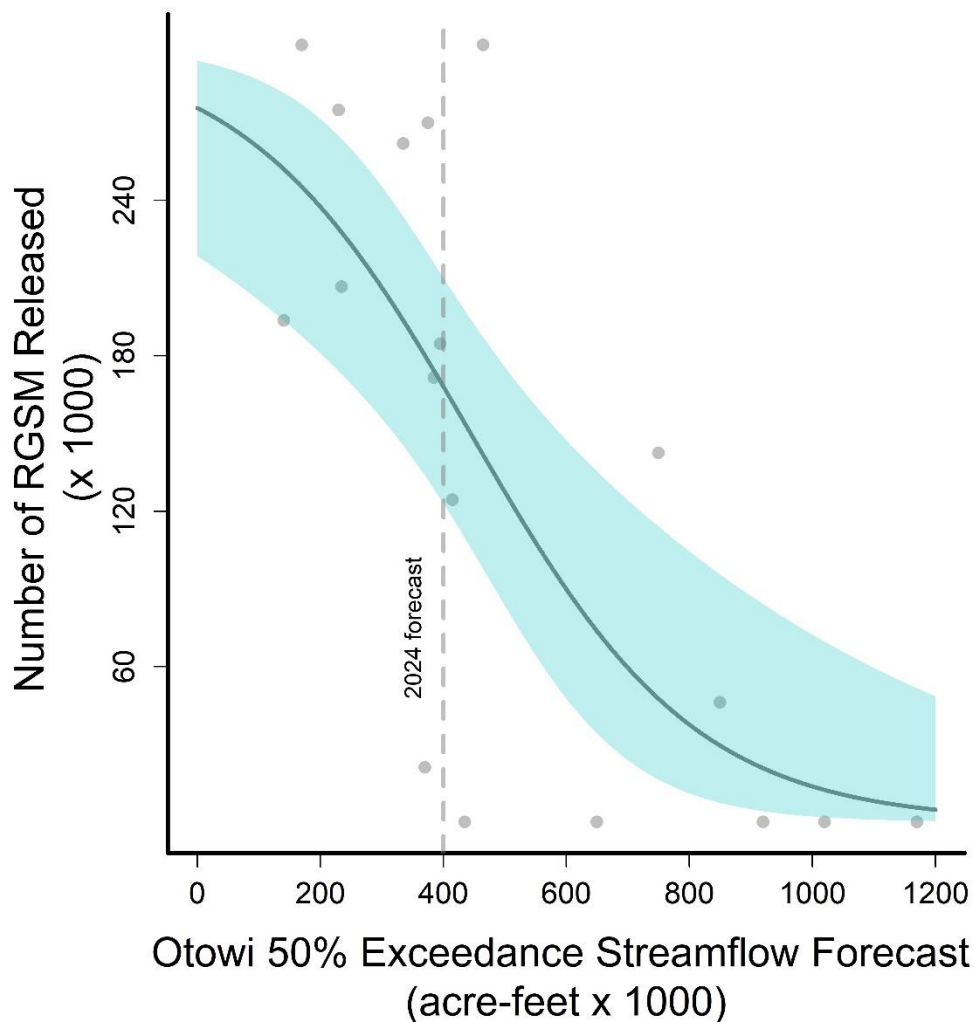 Number of RGSM Released
(x 1000)
240
180
120
60
2024 forecast
0 200 400 600 800 1000 1200
Otowi 50% Exceedance Streamflow Forecast
(acre-feet x 1000)